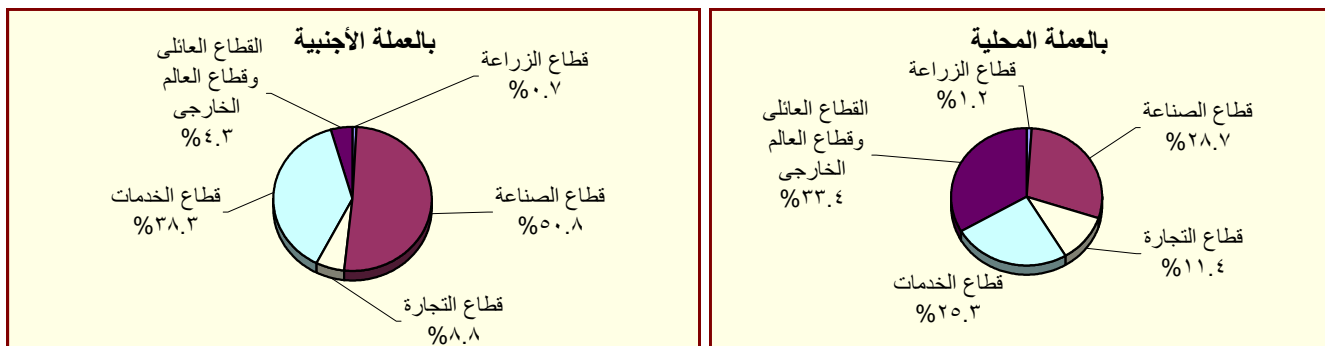 بالعملة المحلية
قطاع الزراعة
%١.٢
قطاع الصناعة
%٢٨.٧
قطاع التجارة
%١١.٤
قطاع الخدمات
%٢٥.٣
القطاع العائلى
وقطاع العالم
الخارجى
%٣٣.٤
بالعملة الأجنبية
قطاع الزراعة
%٠.٧
قطاع الصناعة
%٥٠.٨
قطاع التجارة
%٨.٨
قطاع الخدمات
%٣٨.٣
القطاع العائلى
وقطاع العالم
الخارجى
%٤.٣